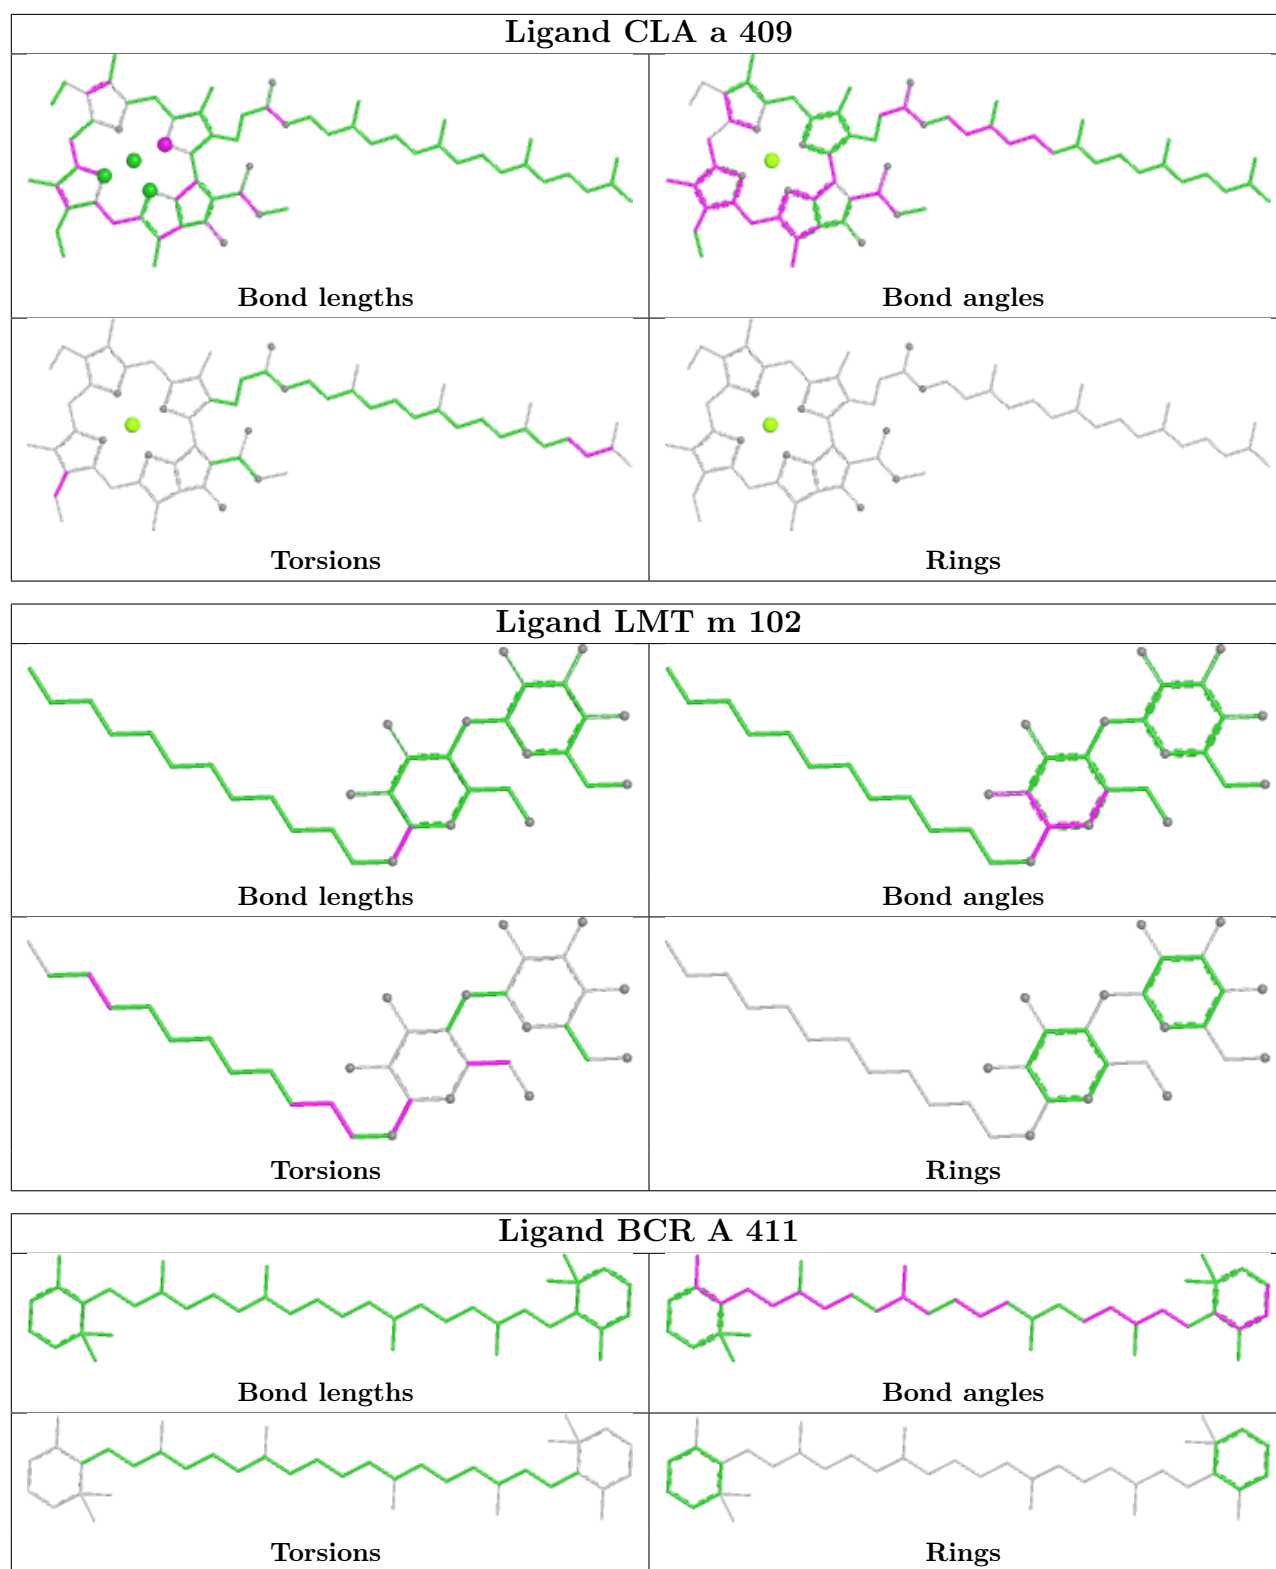 Ligand CLA a 409
Bond lengths
Bond angles
Torsions
Rings
Ligand LMT m 102
Bond lengths
Bond angles
Torsions
Rings
Ligand BCR A 411
Bond lengths
Bond angles
Torsions
Rings